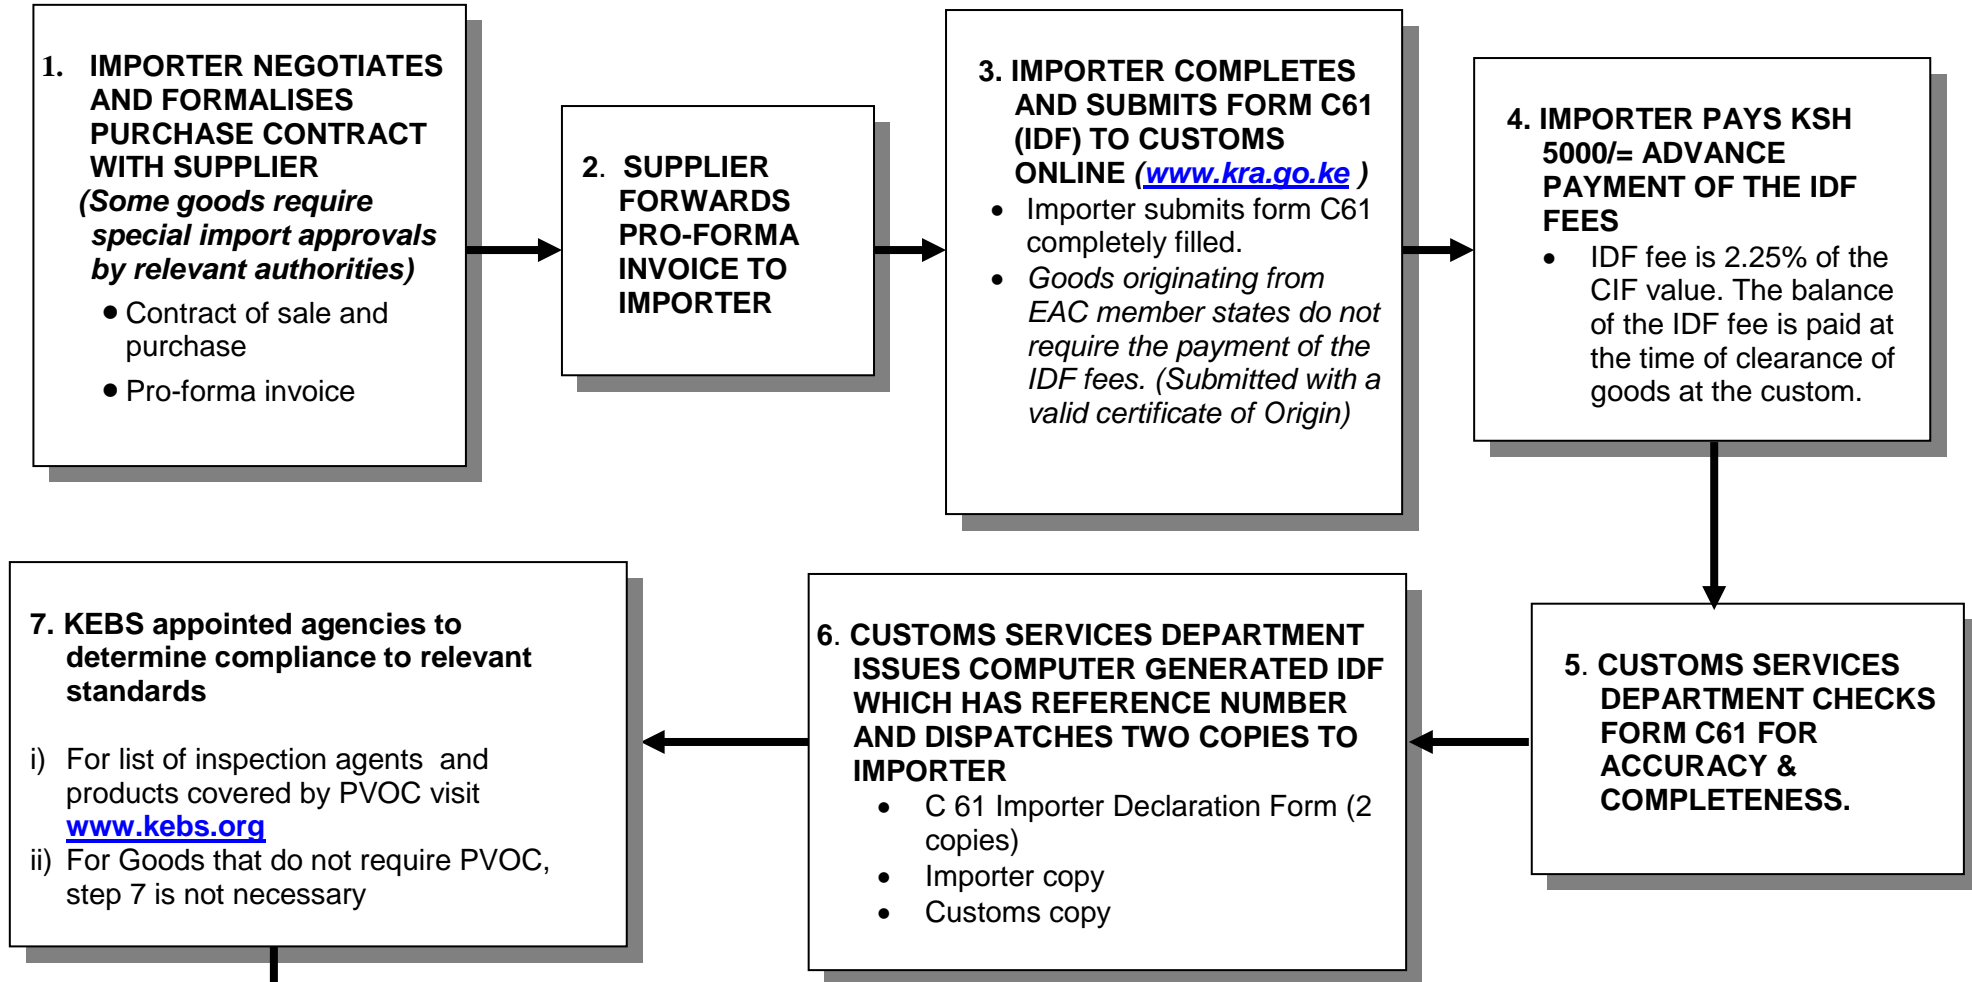 1. IMPORTER NEGOTIATES
AND FORMALISES
PURCHASE CONTRACT
WITH SUPPLIER
(Some goods require
special import approvals
by relevant authorities)
• Contract of sale and
purchase
• Pro-forma invoice
2. SUPPLIER
FORWARDS
PRO-FORMA
INVOICE TO
IMPORTER
3. IMPORTER COMPLETES
AND SUBMITS FORM C61
(IDF) TO CUSTOMS
ONLINE (www.kra.go.ke )
• Importer submits form C61
completely filled.
• Goods originating from
EAC member states do not
require the payment of the
IDF fees. (Submitted with a
valid certificate of Origin)
4. IMPORTER PAYS KSH
5000/= ADVANCE
PAYMENT OF THE IDF
FEES
• IDF fee is 2.25% of the
CIF value. The balance
of the IDF fee is paid at
the time of clearance of
goods at the custom.
5. CUSTOMS SERVICES
DEPARTMENT CHECKS
FORM C61 FOR
ACCURACY &
COMPLETENESS.
6. CUSTOMS SERVICES DEPARTMENT
ISSUES COMPUTER GENERATED IDF
WHICH HAS REFERENCE NUMBER
AND DISPATCHES TWO COPIES TO
IMPORTER
• C 61 Importer Declaration Form (2
copies)
• Importer copy
• Customs copy
7. KEBS appointed agencies to
determine compliance to relevant
standards
i) For list of inspection agents and
products covered by PVOC visit
www.kebs.org
ii) For Goods that do not require PVOC,
step 7 is not necessary